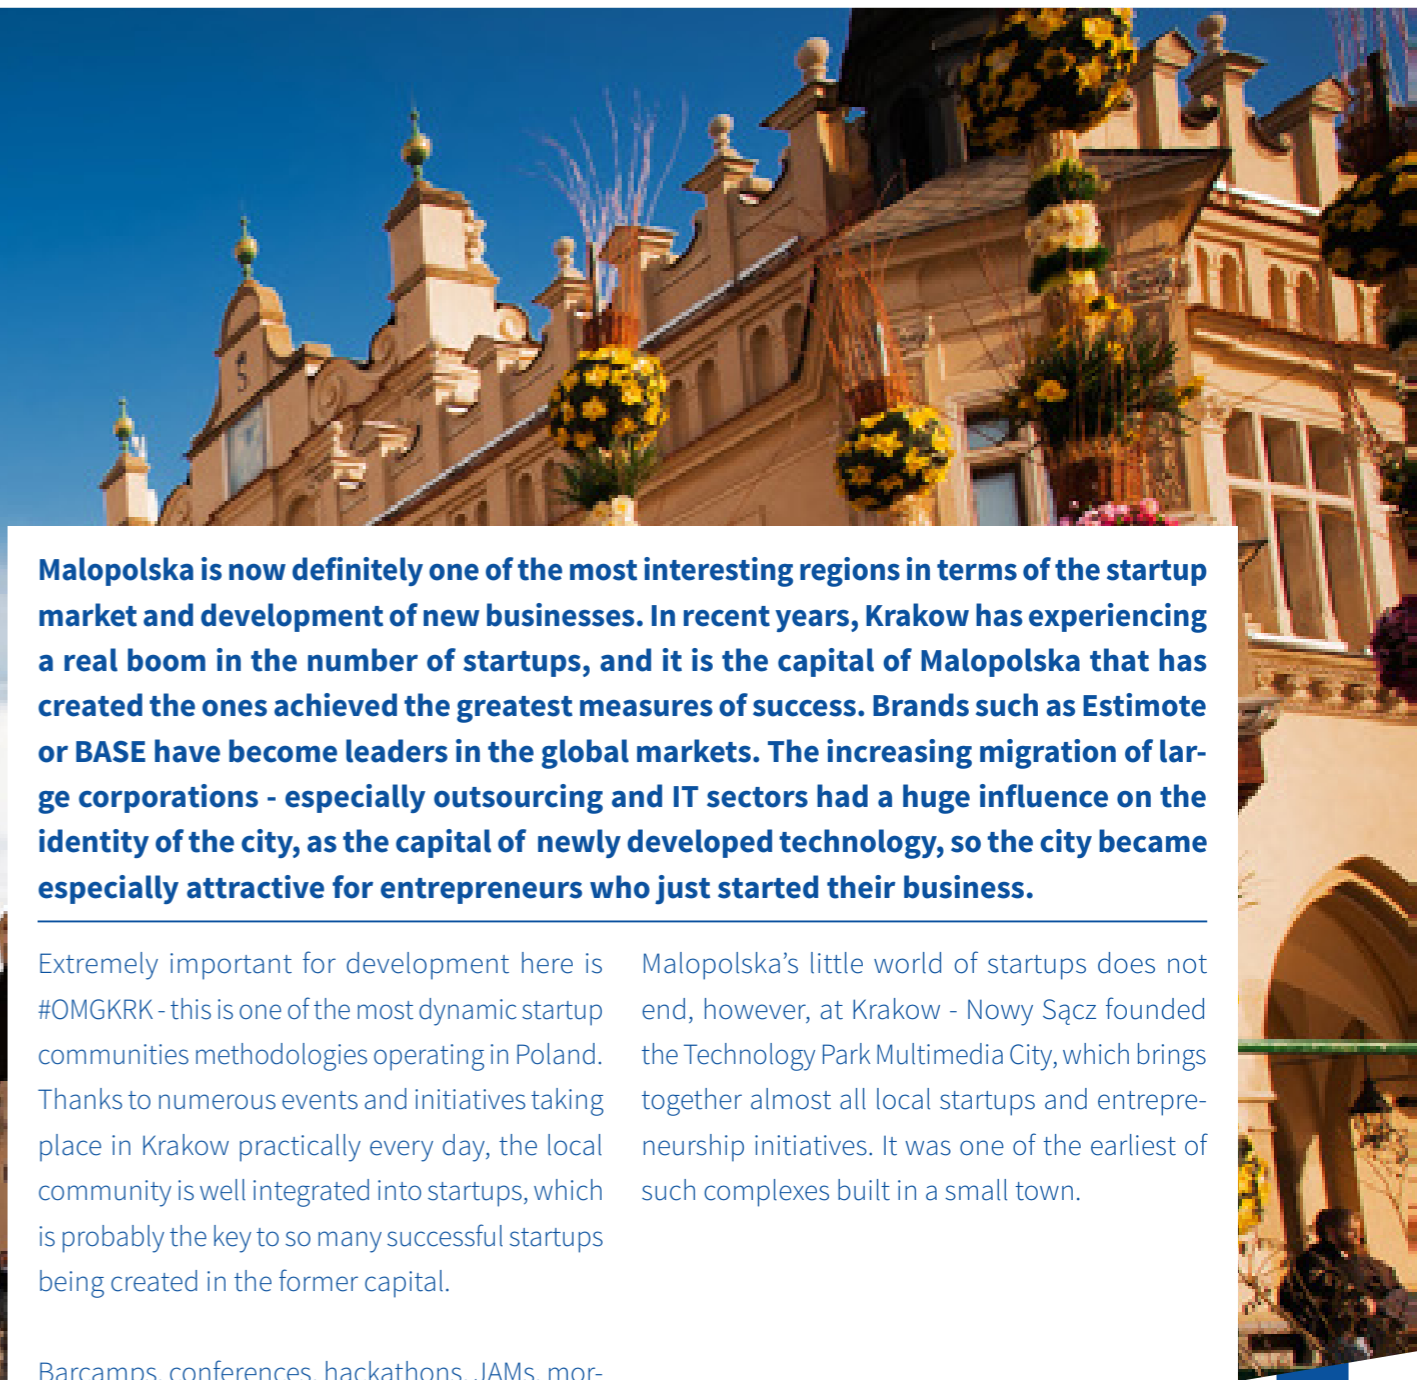 Malopolska is now definitely one of the most interesting regions in terms of the startup
market and development of new businesses. In recent years, Krakow has experiencing
a real boom in the number of startups, and it is the capital of Malopolska that has
created the ones achieved the greatest measures of success. Brands such as Estimote
or BASE have become leaders in the global markets. The increasing migration of lar-
ge corporations - especially outsourcing and IT sectors had a huge influence on the
identity of the city, as the capital of newly developed technology, so the city became
especially attractive for entrepreneurs who just started their business.
Extremely important for development here is
#OMGKRK - this is one of the most dynamic startup
communities methodologies operating in Poland.
Thanks to numerous events and initiatives taking
place in Krakow practically every day, the local
community is well integrated into startups, which
is probably the key to so many successful startups
being created in the former capital.
Barcamps, conferences, hackathons, JAMs, mor-
Malopolska’s little world of startups does not
end, however, at Krakow - Nowy Sącz founded
the Technology Park Multimedia City, which brings
together almost all local startups and entrepre-
neurship initiatives. It was one of the earliest of
such complexes built in a small town.